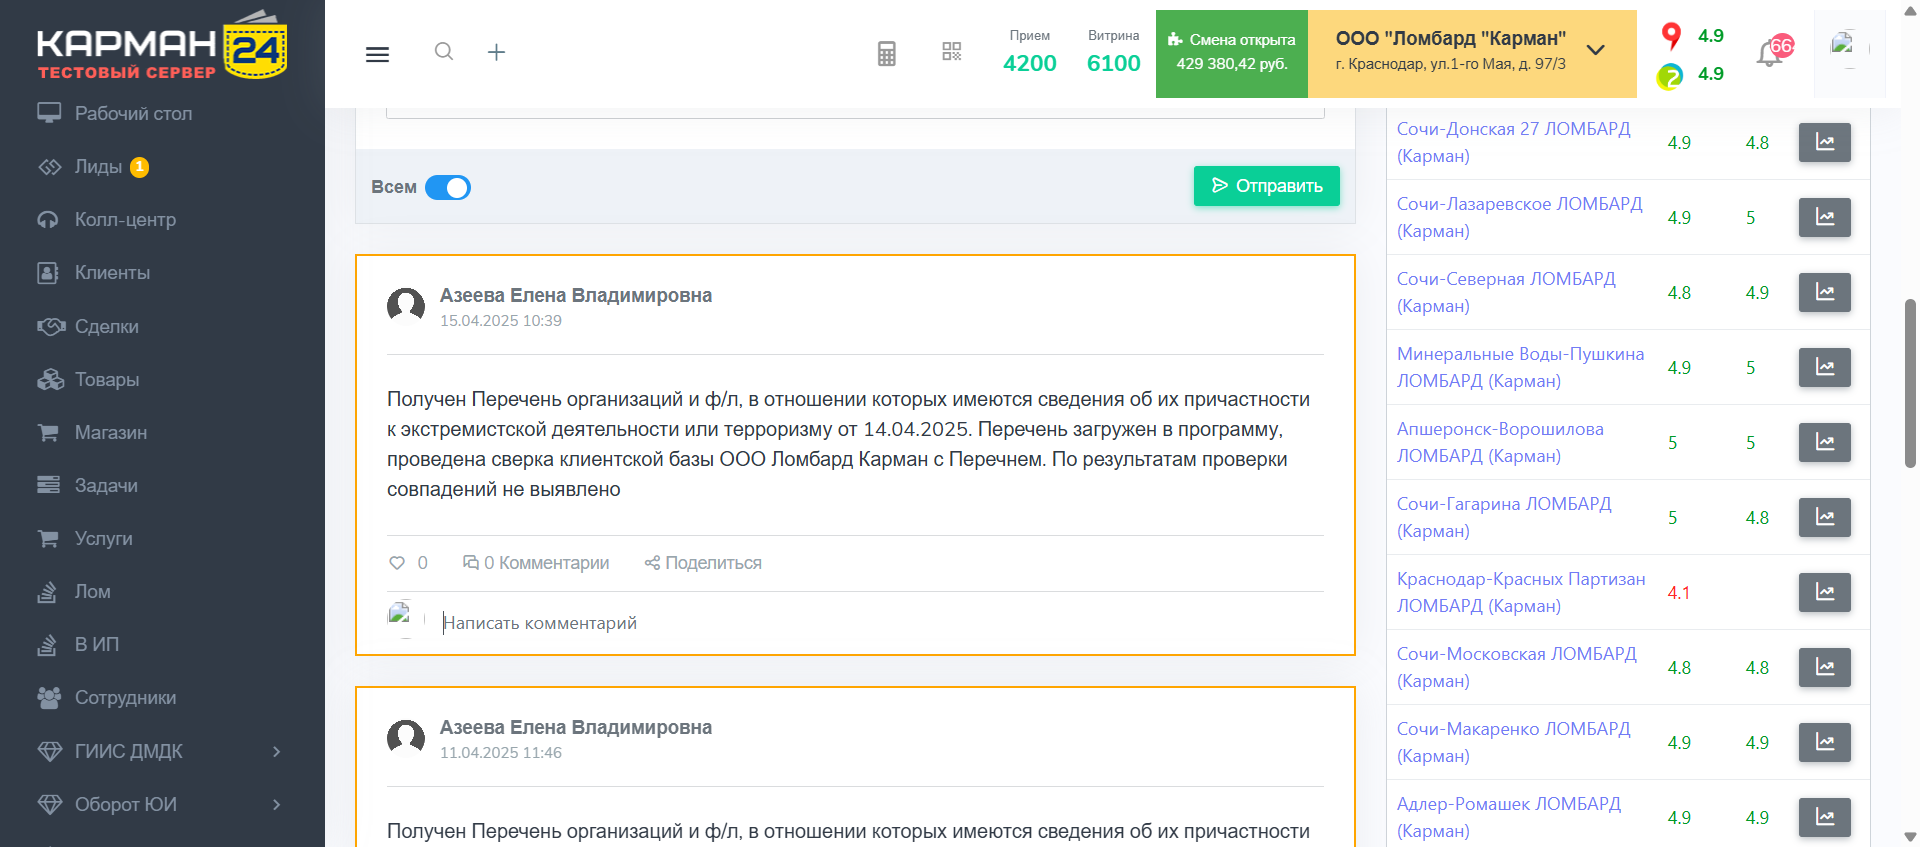 КАРМАН 24
ТЕСТОВЫЙ СЕРВЕР
Рабочий стол
Лиды 1
Колл-центр
Клиенты
Сделки
Товары
Магазин
Задачи
Услуги
Лом
В ИП
Сотрудники
ГИИС ДМДК
Оборот ЮИ
Прием
4200
Витрина
6100
Смена открыта
429 380,42 руб.
ООО "Ломбард "Карман"
г. Краснодар, ул.1-го Мая, д. 97/3
4.9
4.9
Всем
Отправить
Азеева Елена Владимировна
15.04.2025 10:39
Получен Перечень организаций и ф/л, в отношении которых имеются сведения об их причастности
к экстремистской деятельности или терроризму от 14.04.2025. Перечень загружен в программу,
проведена сверка клиентской базы ООО Ломбард Карман с Перечнем. По результатам проверки
совпадений не выявлено
0
0 Комментарии
Поделиться
Написать комментарий
Азеева Елена Владимировна
11.04.2025 11:46
Получен Перечень организаций и ф/л, в отношении которых имеются сведения об их причастности
Сочи-Донская 27 ЛОМБАРД
(Карман)
4.9 4.8
Сочи-Лазаревское ЛОМБАРД
(Карман)
4.9 5
Сочи-Северная ЛОМБАРД
(Карман)
4.8 4.9
Минеральные Воды-Пушкина
ЛОМБАРД (Карман)
4.9 5
Апшеронск-Ворошилова
ЛОМБАРД (Карман)
5 5
Сочи-Гагарина ЛОМБАРД
(Карман)
5 4.8
Краснодар-Красных Партизан
ЛОМБАРД (Карман)
4.1
Сочи-Московская ЛОМБАРД
(Карман)
4.8 4.8
Сочи-Макаренко ЛОМБАРД
(Карман)
4.9 4.9
Адлер-Ромашек ЛОМБАРД
(Карман)
4.9 4.9